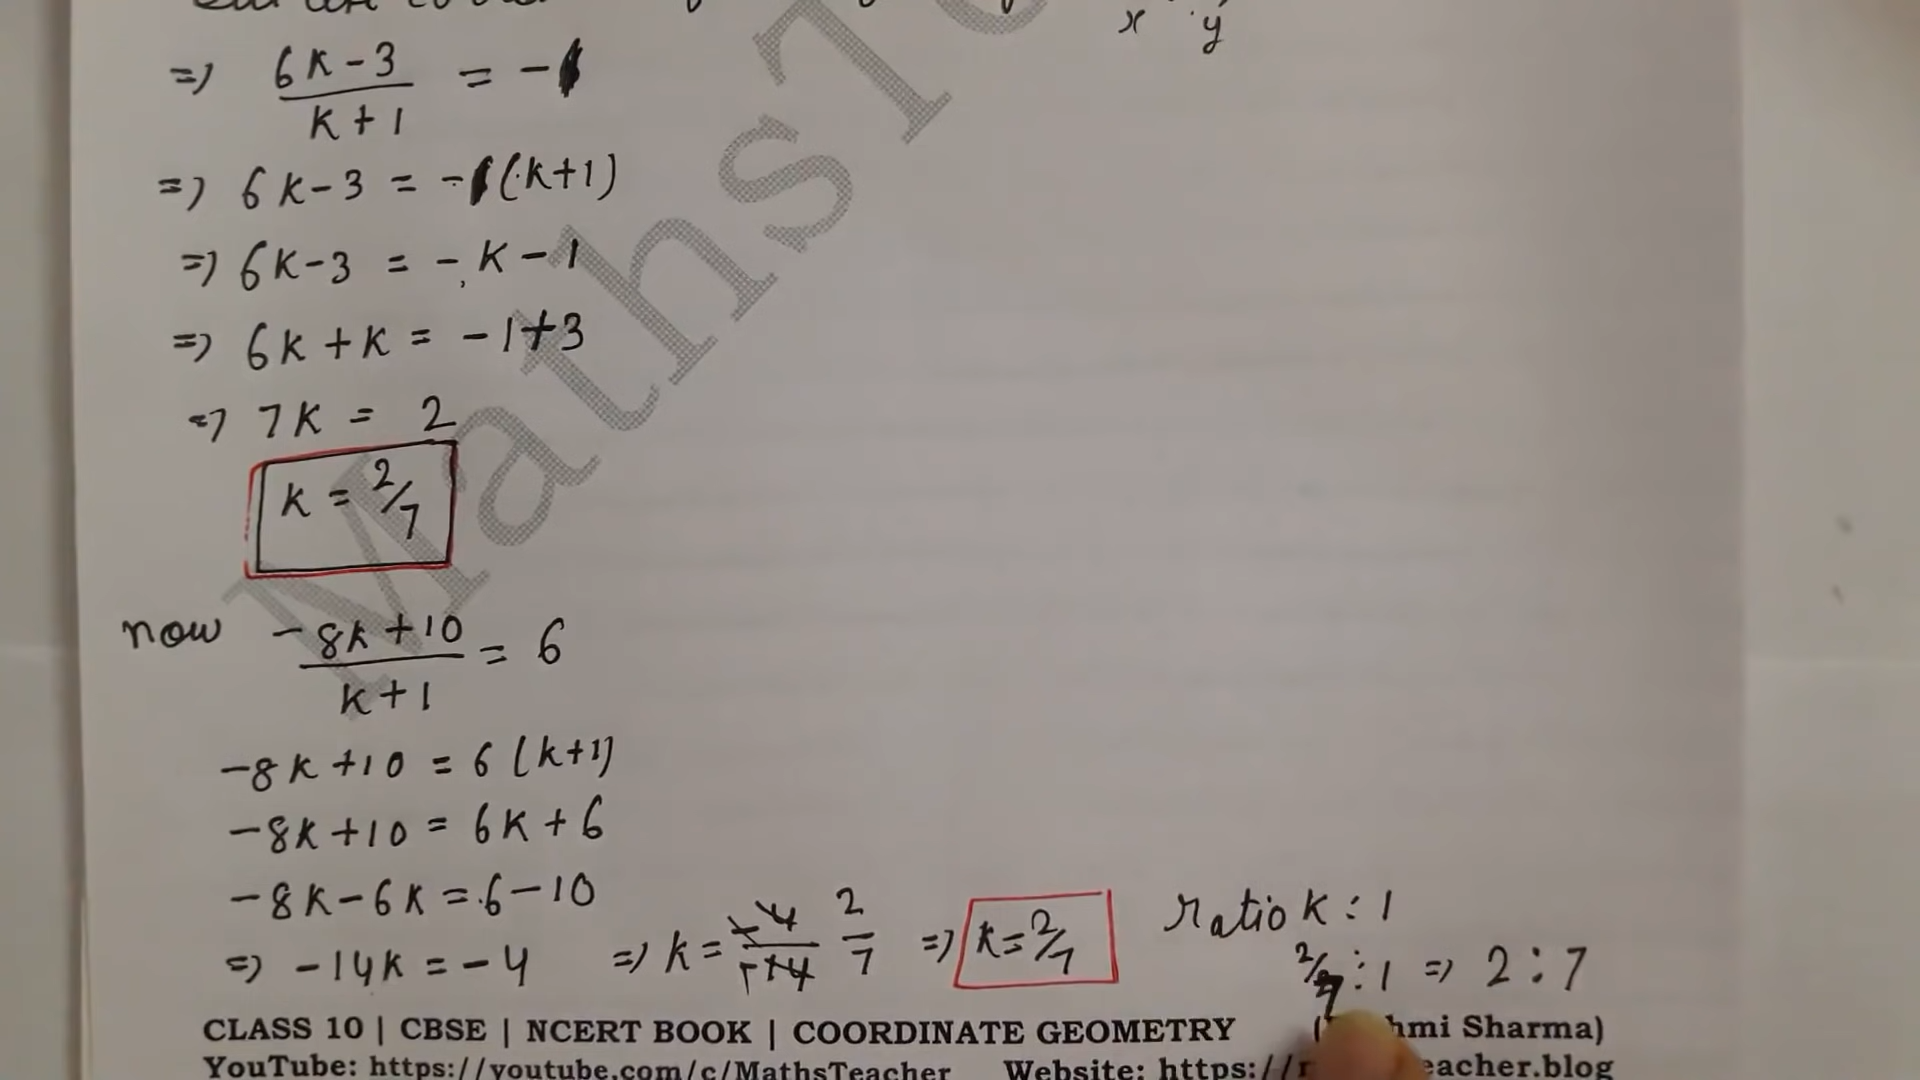 x y
=> 6k-3/k+1 = -1
=> 6k-3 = -1(k+1)
=> 6k-3 = -k-1
=> 6k+k = -1+3
=> 7k = 2
k = 2/7
now -8k+10/k+1 = 6
-8k+10 = 6(k+1)
-8k+10 = 6k+6
-8k-6k = 6-10
=> -14k = -4 => k = -4/-14 2/7 => k = 2/7
ratio k : 1
2/7 : 1 => 2 : 7
CLASS 10 | CBSE | NCERT BOOK | COORDINATE GEOMETRY Sharma)
YouTube: https://youtube.com/c/MathsTeacher Website: https://